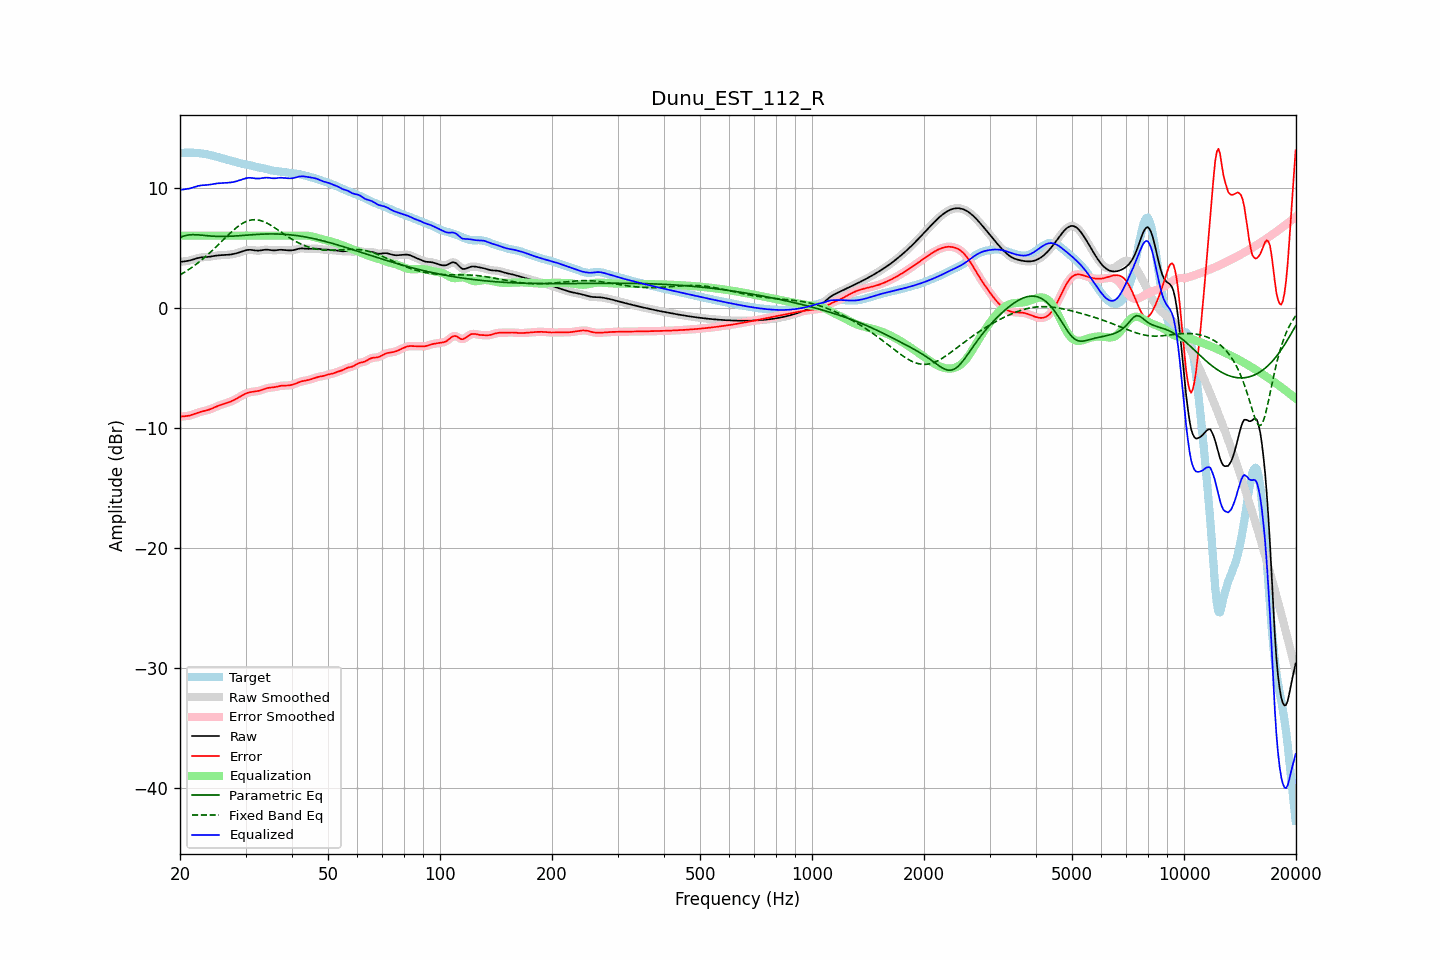 Dunu_EST_112_R
Amplitude (dBr)
10
0
−10
−20
−30
−40
Target
Raw Smoothed
Error Smoothed
Raw
Error
Equalization
Parametric Eq
Fixed Band Eq
Equalized
20 50 100 200 500 1000 2000 5000 10000 20000
Frequency (Hz)